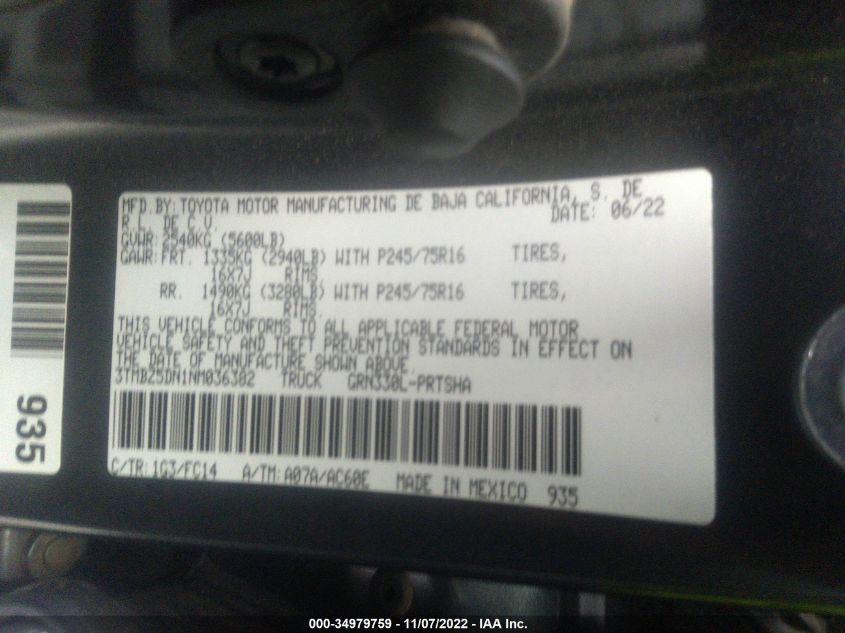 MFD.BY:TOYOTA MOTOR MANUFACTURING DE BAJA CALIFORNIA, S. DE
R.L. DE C.V. DATE: 06/22
GVWR:2540KG (5600LB)
GAWR:FRT. 1335KG (2940LB) WITH P245/75R16 TIRES,
16X7J RIMS.
RR. 1490KG (3280LB) WITH P245/75R16 TIRES,
16X7J RIMS.
THIS VEHICLE CONFORMS TO ALL APPLICABLE FEDERAL MOTOR
VEHICLE SAFETY AND THEFT PREVENTION STANDARDS IN EFFECT ON
THE DATE OF MANUFACTURE SHOWN ABOVE.
3TMBZ5DN1NM036382 TRUCK GRN330L-PRTSHA
C/TR:1G3/FC14 A/TM:A07A/AC60E MADE IN MEXICO 935
935
000-34979759 - 11/07/2022 - IAA Inc.